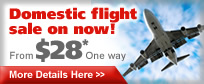 Domestic flight
sale on now!
From $28* One way
More Details Here >>